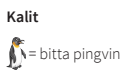 Kalit
= bitta pingvin